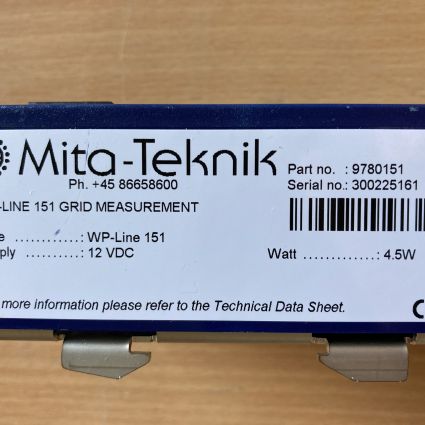 Mita-Teknik
Ph. +45 86658600
Part no. : 9780151
Serial no.: 300225161
-LINE 151 GRID MEASUREMENT
e ............: WP-Line 151
pply ..........: 12 VDC
Watt ..............: 4.5W
more information please refer to the Technical Data Sheet.